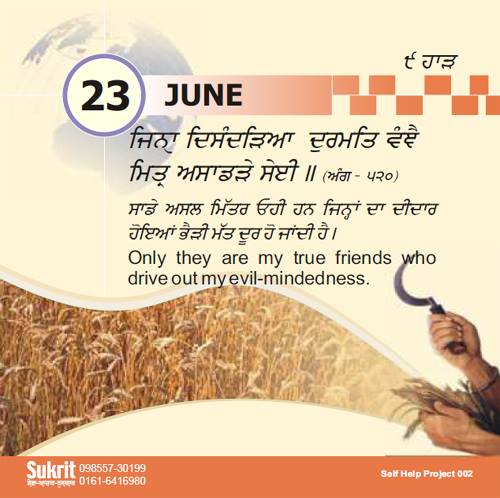 ੯ ਹਾੜ
23 JUNE
ਜਿਨਾ੍ ਦਿਸੰਦੜਿਆ ਦੁਰਮਤਿ ਵੰਞੈ
ਮਿਤ੍ਰ ਅਸਾਡੜੇ ਸੇਈ ॥ (ਅੰਗ - ੫੨੦)
ਸਾਡੇ ਅਸਲ ਮਿੱਤਰ ਓਹੀ ਹਨ ਜਿਨ੍ਹਾਂ ਦਾ ਦੀਦਾਰ
ਹੋਇਆਂ ਭੈੜੀ ਮੱਤ ਦੂਰ ਹੋ ਜਾਂਦੀ ਹੈ।
Only they are my true friends who
drive out my evil-mindedness.
Sukrit 098557-30199
0161-6416980
Self Help Project 002